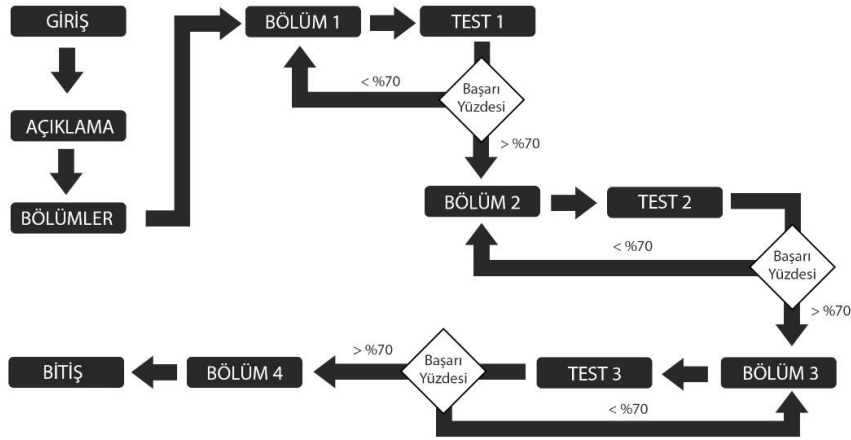 GİRİŞ
AÇIKLAMA
BÖLÜMLER
BÖLÜM 1
TEST 1
< %70
Başarı
Yüzdesi
> %70
BÖLÜM 2
TEST 2
< %70
Başarı
Yüzdesi
> %70
BÖLÜM 3
TEST 3
Başarı
Yüzdesi
< %70
> %70
BÖLÜM 4
BİTİŞ